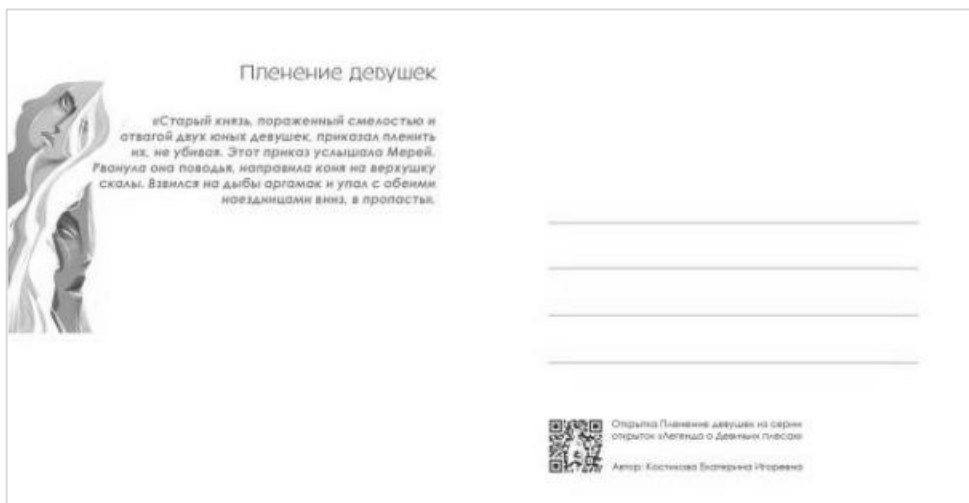 Пленение девушек
«Старый князь, пораженный смелостью и
отвагой двух юных девушек, приказал пленить
их, не убивая. Этот приказ услышала Мерей.
Рванула она поводья, направила коня на верхушку
скалы. Взвился на дыбы аргамак и упал с обеими
наездницами вниз, в пропасть».
Открытка Пленение девушек из серии
открыток «Легенда о Девичьих плесах»
Автор: Костикова Екатерина Игоревна